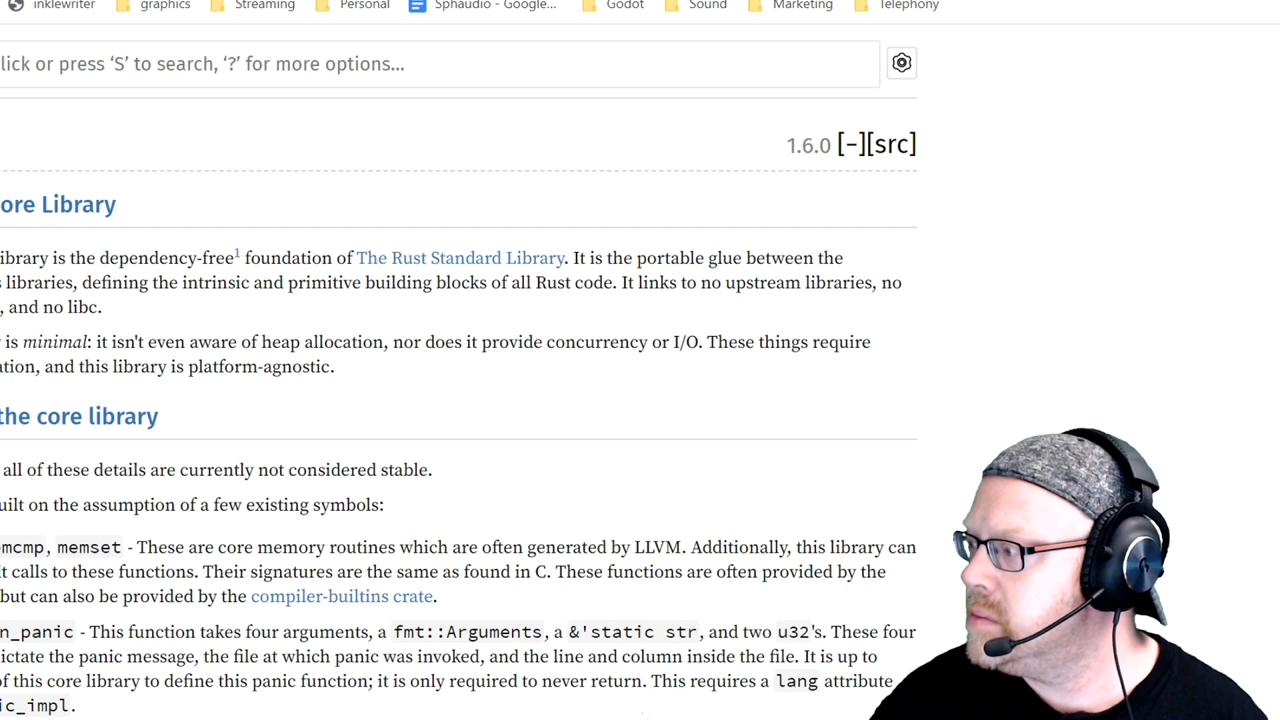 inklewriter graphics Streaming Personal Sphaudio - Google... Godot Sound Marketing Telephony
lick or press ‘S’ to search, ‘?’ for more options...
1.6.0 [-][src]
ore Library
ibrary is the dependency-free1 foundation of The Rust Standard Library. It is the portable glue between the
s libraries, defining the intrinsic and primitive building blocks of all Rust code. It links to no upstream libraries, no
, and no libc.
is minimal: it isn't even aware of heap allocation, nor does it provide concurrency or I/O. These things require
ation, and this library is platform-agnostic.
the core library
all of these details are currently not considered stable.
uilt on the assumption of a few existing symbols:
mcmp, memset - These are core memory routines which are often generated by LLVM. Additionally, this library can
it calls to these functions. Their signatures are the same as found in C. These functions are often provided by the
but can also be provided by the compiler-builtins crate.
n_panic - This function takes four arguments, a fmt::Arguments, a &'static str, and two u32's. These four
ictate the panic message, the file at which panic was invoked, and the line and column inside the file. It is up to
of this core library to define this panic function; it is only required to never return. This requires a lang attribute
ic_impl.